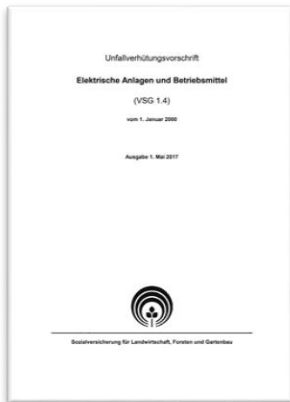 Unfallverhütungsvorschrift
Elektrische Anlagen und Betriebsmittel
(VSG 1.4)
vom 1. Januar 2000
Ausgabe 1. Mai 2017
Sozialversicherung für Landwirtschaft, Forsten und Gartenbau